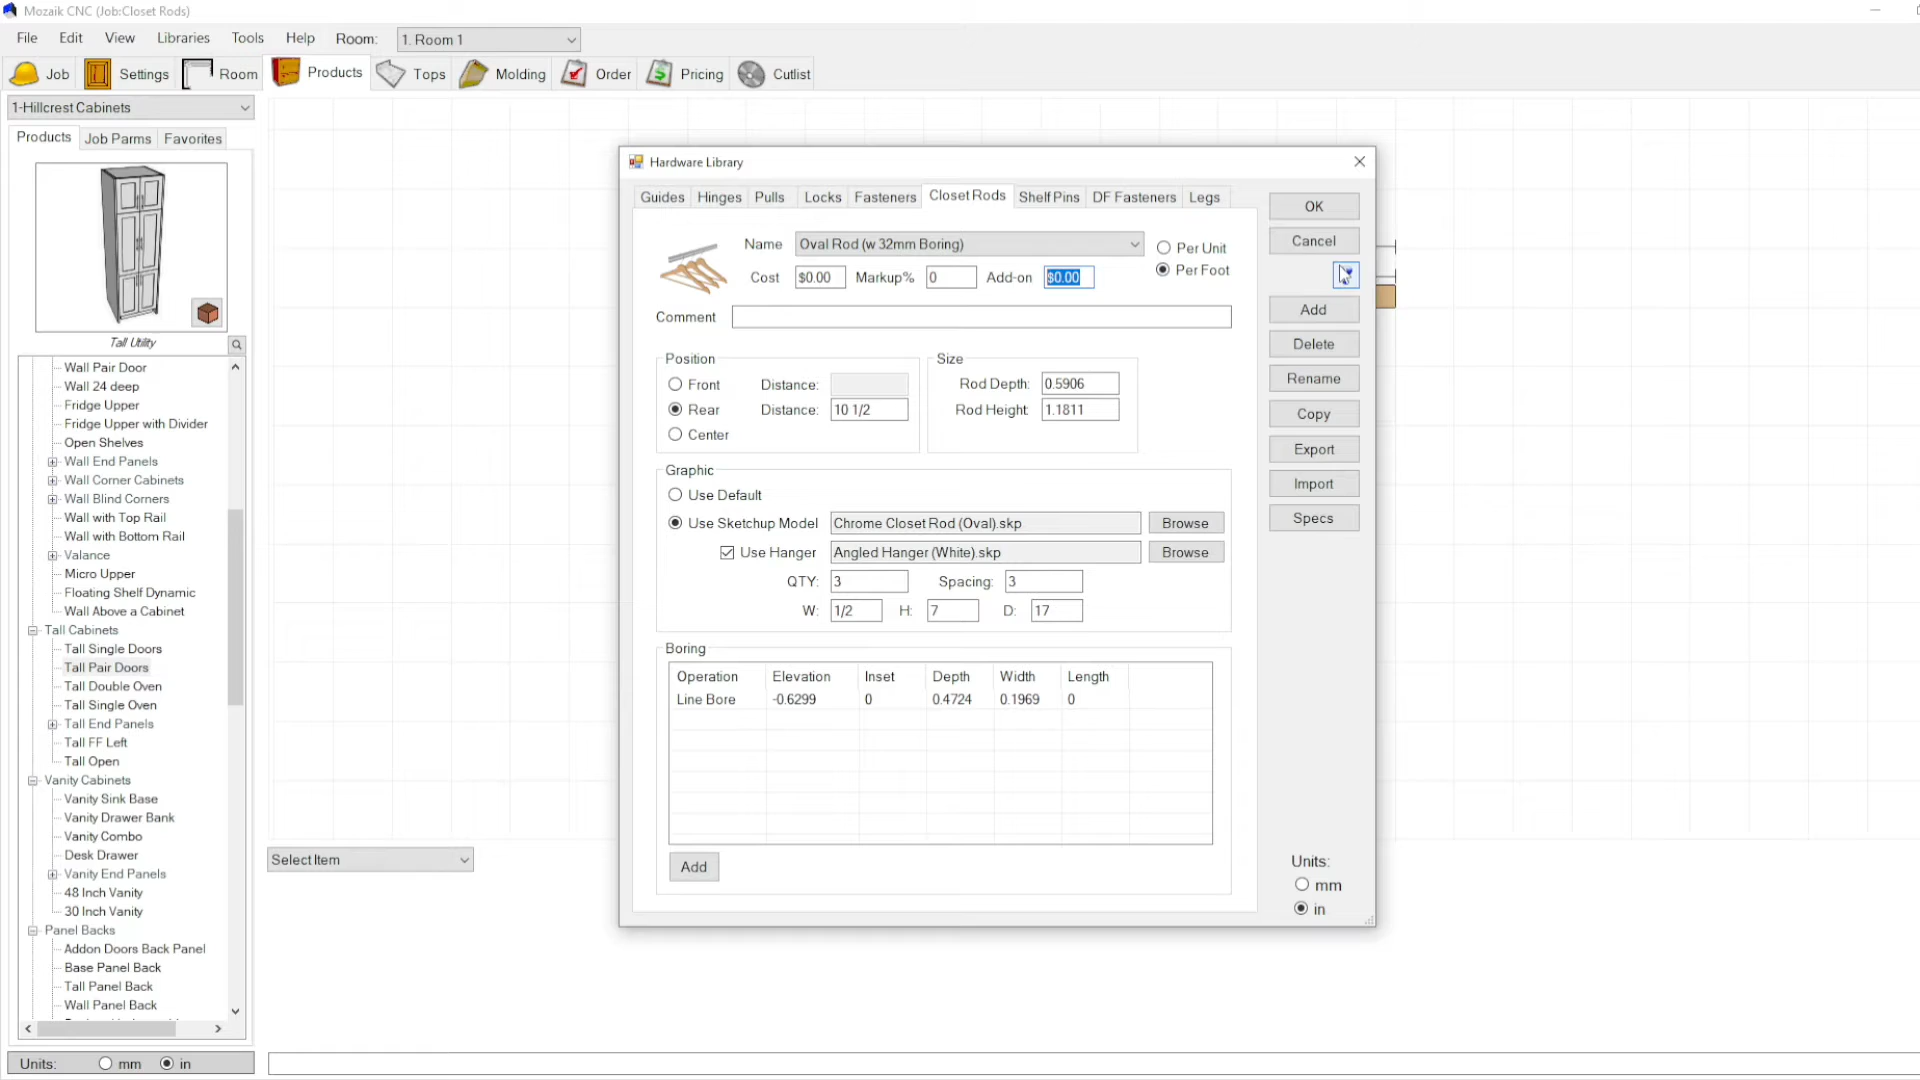 Mozaik CNC (Job:Closet Rods)
File Edit View Libraries Tools Help Room: 1. Room 1
Job Settings Room Products Tops Molding Order Pricing Cutlist
1-Hillcrest Cabinets
Products Job Parms Favorites
Tall Utility
Wall Pair Door
Wall 24 deep
Fridge Upper
Fridge Upper with Divider
Open Shelves
Wall End Panels
Wall Corner Cabinets
Wall Blind Corners
Wall with Top Rail
Wall with Bottom Rail
Valance
Micro Upper
Floating Shelf Dynamic
Wall Above a Cabinet
Tall Cabinets
Tall Single Doors
Tall Pair Doors
Tall Double Oven
Tall Single Oven
Tall End Panels
Tall FF Left
Tall Open
Vanity Cabinets
Vanity Sink Base
Vanity Drawer Bank
Vanity Combo
Desk Drawer
Vanity End Panels
48 Inch Vanity
30 Inch Vanity
Panel Backs
Addon Doors Back Panel
Base Panel Back
Tall Panel Back
Wall Panel Back
Units: mm in
Select Item
Hardware Library
Guides Hinges Pulls Locks Fasteners Closet Rods Shelf Pins DF Fasteners Legs
Name Oval Rod (w 32mm Boring) Per Unit
Per Foot
Cost $0.00 Markup% 0 Add-on $0.00
Comment
Position
Front Distance:
Rear Distance: 10 1/2
Center
Size
Rod Depth: 0.5906
Rod Height: 1.1811
Graphic
Use Default
Use Sketchup Model Chrome Closet Rod (Oval).skp Browse
Use Hanger Angled Hanger (White).skp Browse
QTY: 3 Spacing: 3
W: 1/2 H: 7 D: 17
Boring
Operation Elevation Inset Depth Width Length
Line Bore -0.6299 0 0.4724 0.1969 0
Add
OK
Cancel
Add
Delete
Rename
Copy
Export
Import
Specs
Units:
mm
in